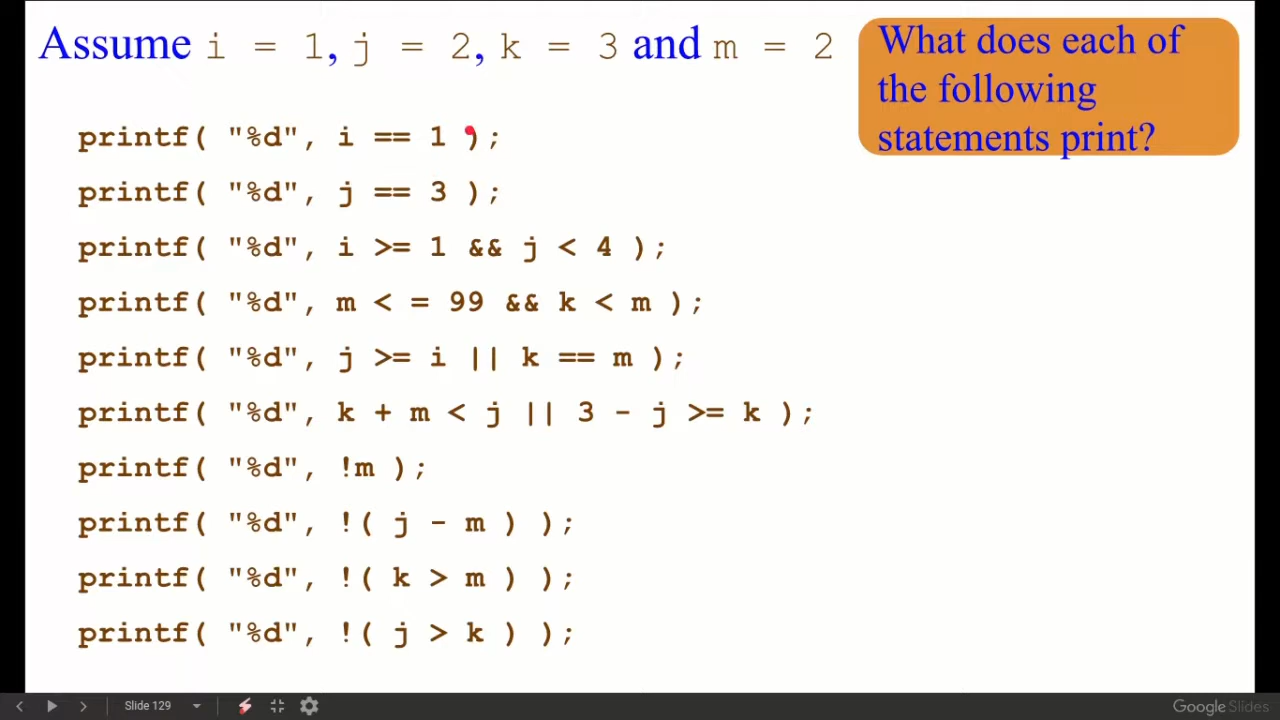 Assume i = 1, j = 2, k = 3 and m = 2
What does each of
the following
statements print?
printf( "%d", i == 1 );
printf( "%d", j == 3 );
printf( "%d", i >= 1 && j < 4 );
printf( "%d", m < = 99 && k < m );
printf( "%d", j >= i || k == m );
printf( "%d", k + m < j || 3 - j >= k );
printf( "%d", !m );
printf( "%d", !( j - m ) );
printf( "%d", !( k > m ) );
printf( "%d", !( j > k ) );
Slide 129
Google Slides